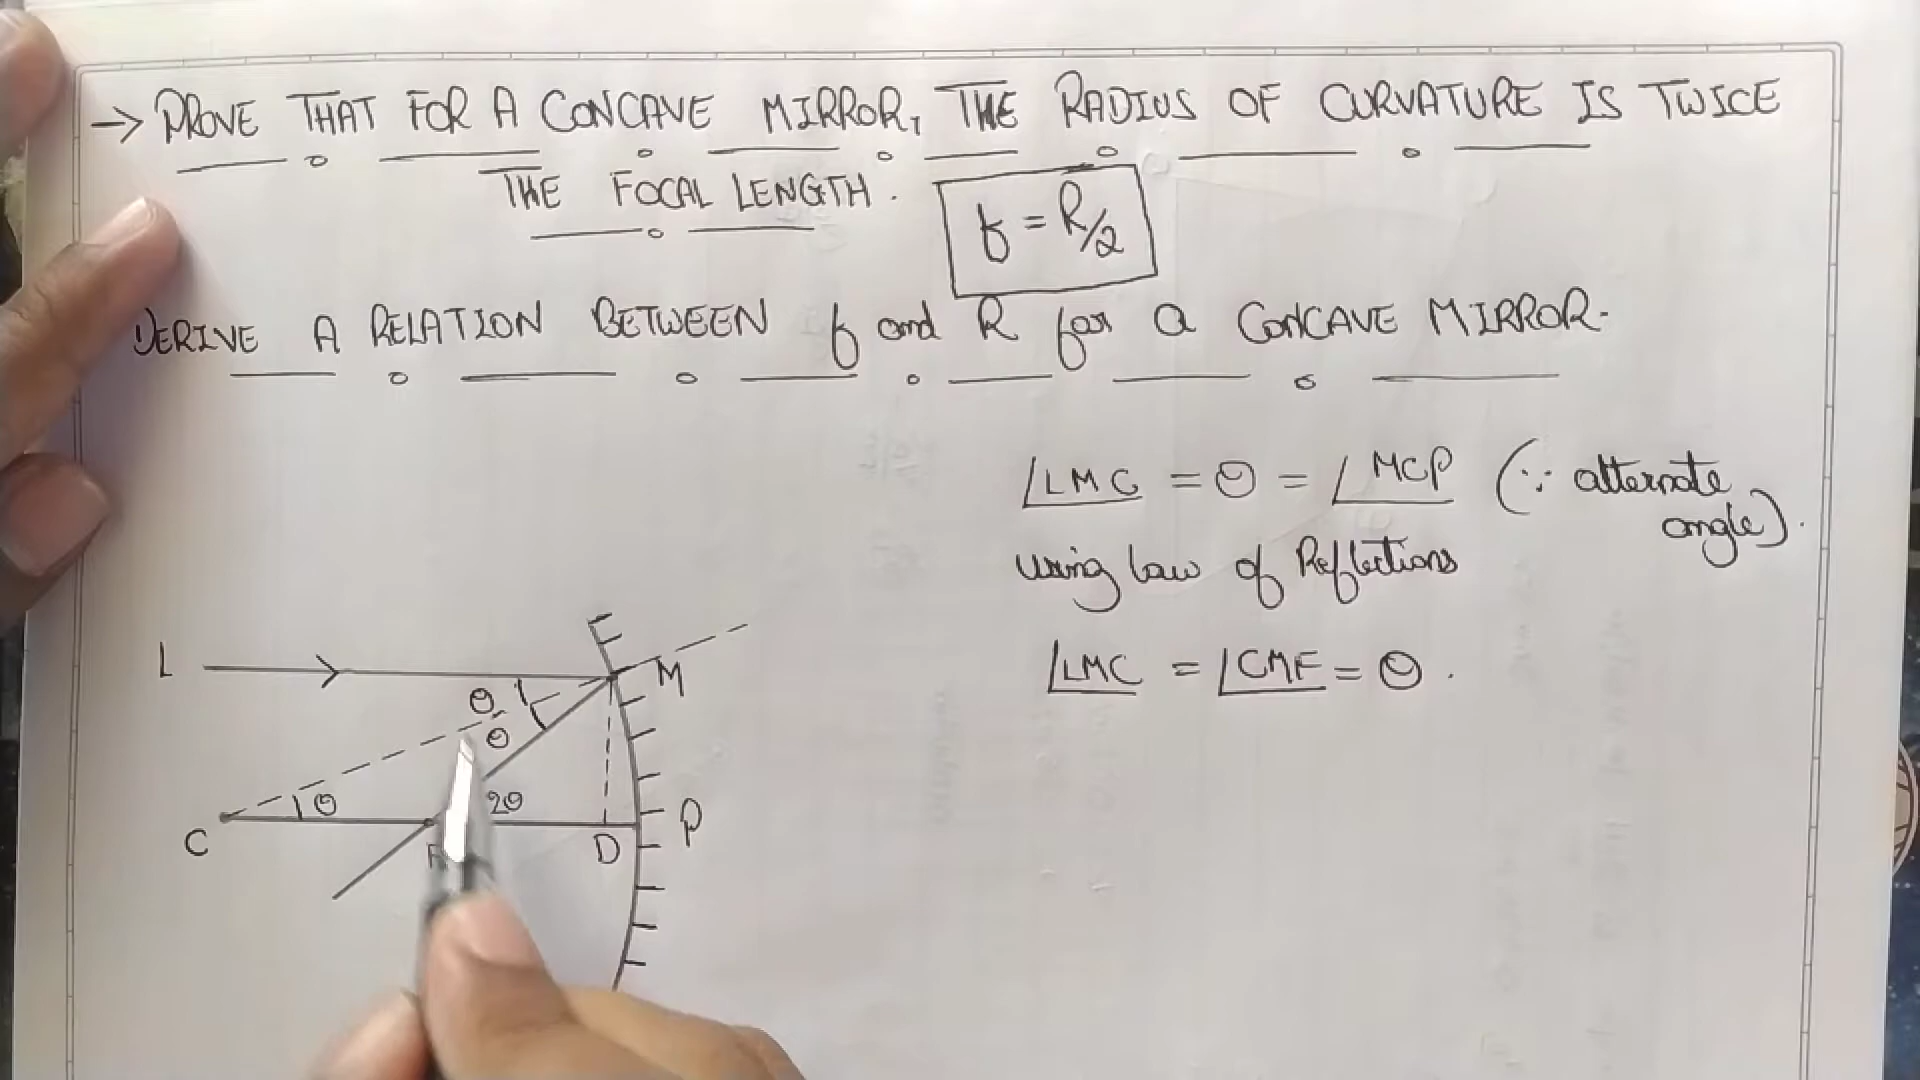 → PROVE THAT FOR A CONCAVE MIRROR, THE RADIUS OF CURVATURE IS TWICE
THE FOCAL LENGTH.
f = R/2
DERIVE A RELATION BETWEEN f and R for a CONCAVE MIRROR.
∠LMC = θ = ∠MCP (∵ alternate
angle).
using law of Reflections
∠LMC = ∠CMF = θ .
L
M
θ
θ
θ
2θ
C
F
D
P